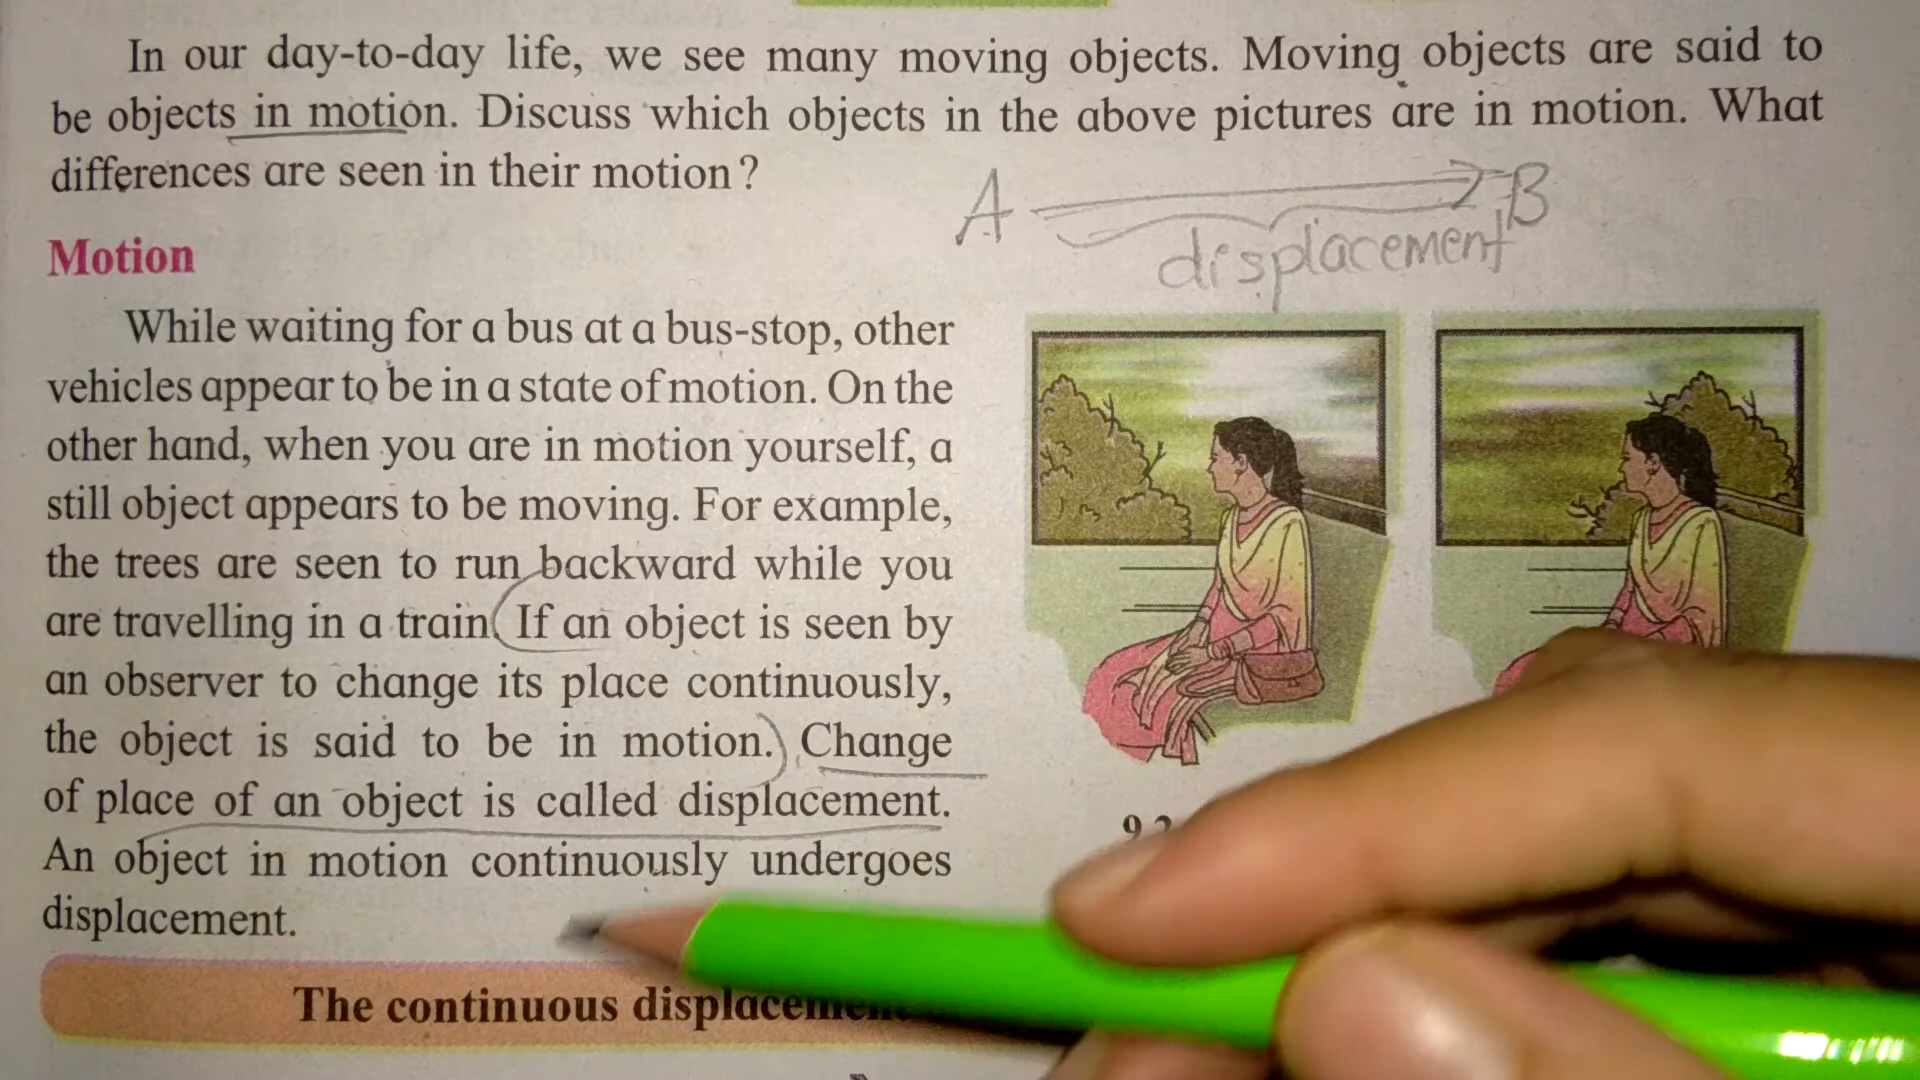 In our day-to-day life, we see many moving objects. Moving objects are said to
be objects in motion. Discuss which objects in the above pictures are in motion. What
differences are seen in their motion?
A B
displacement
Motion
While waiting for a bus at a bus-stop, other
vehicles appear to be in a state of motion. On the
other hand, when you are in motion yourself, a
still object appears to be moving. For example,
the trees are seen to run backward while you
are travelling in a train. If an object is seen by
an observer to change its place continuously,
the object is said to be in motion. Change
of place of an object is called displacement.
An object in motion continuously undergoes
displacement.
The continuous